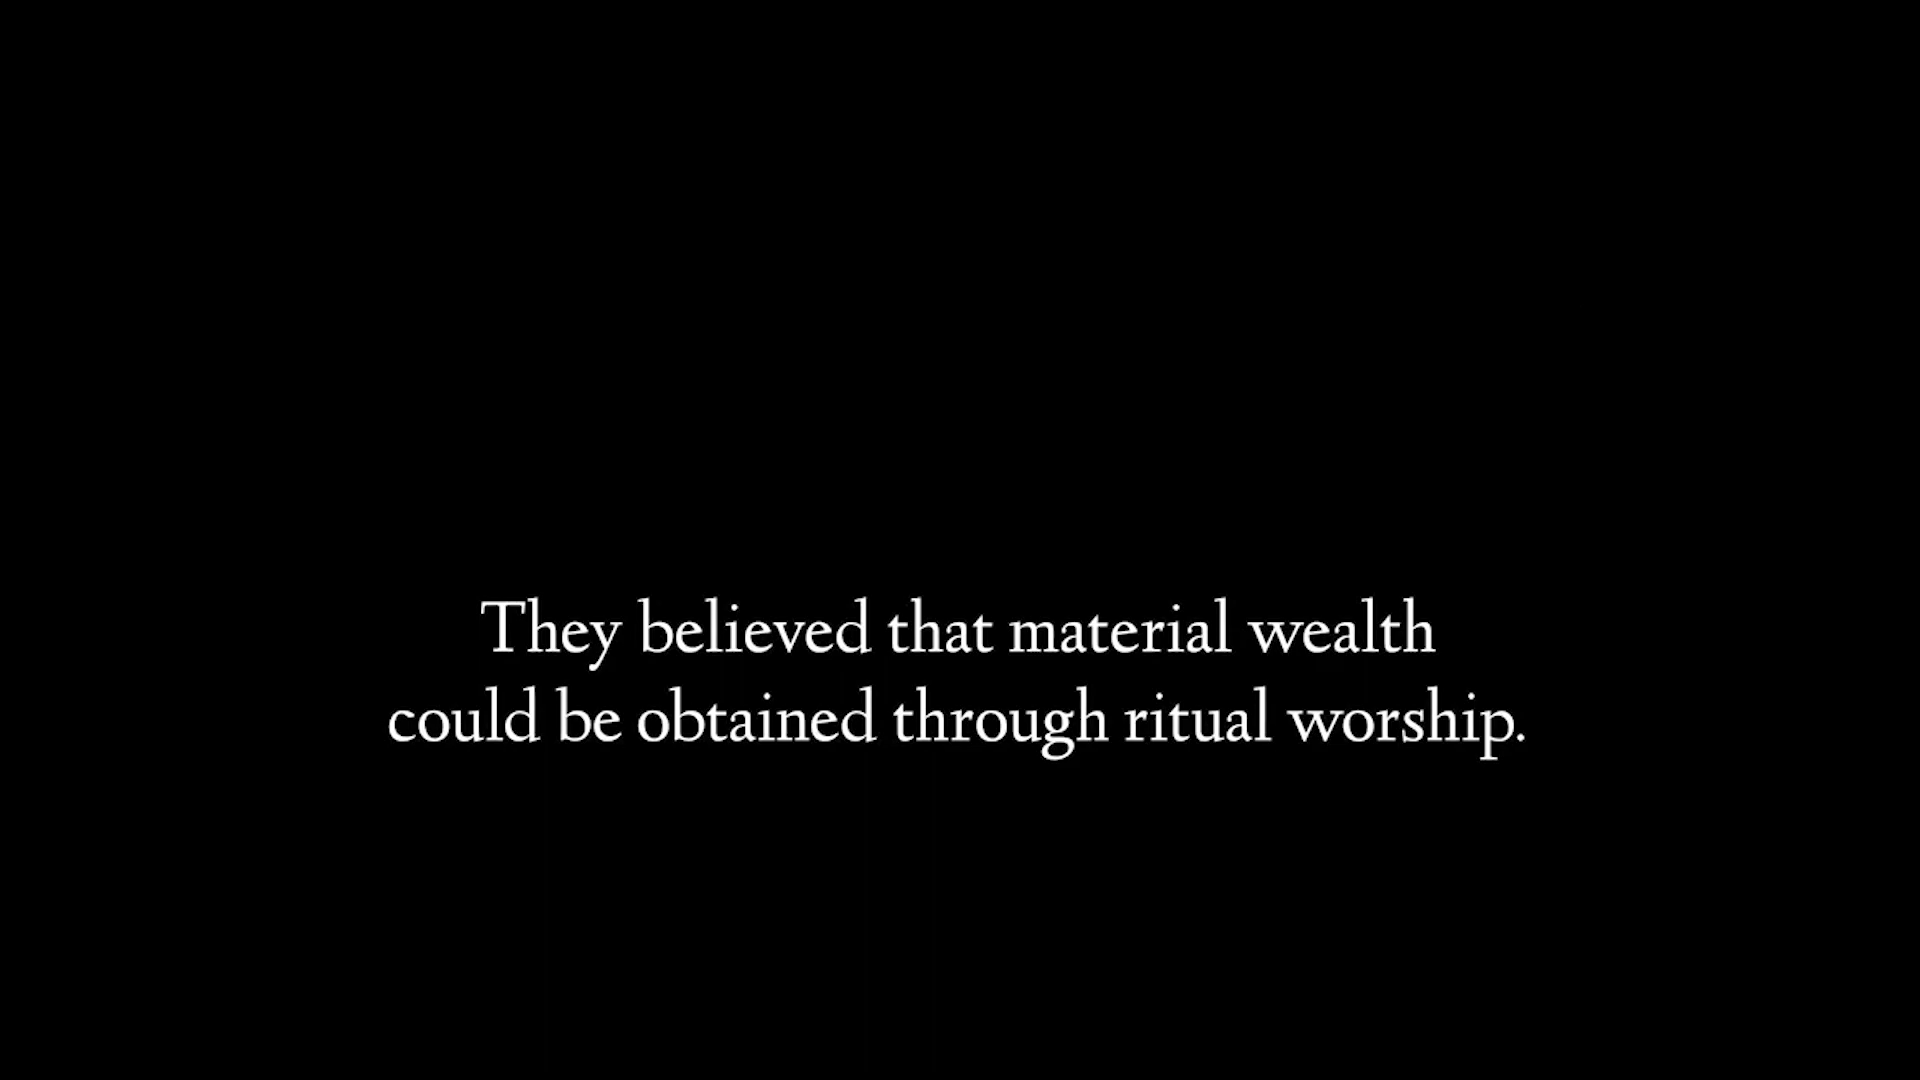 They believed that material wealth
could be obtained through ritual worship.